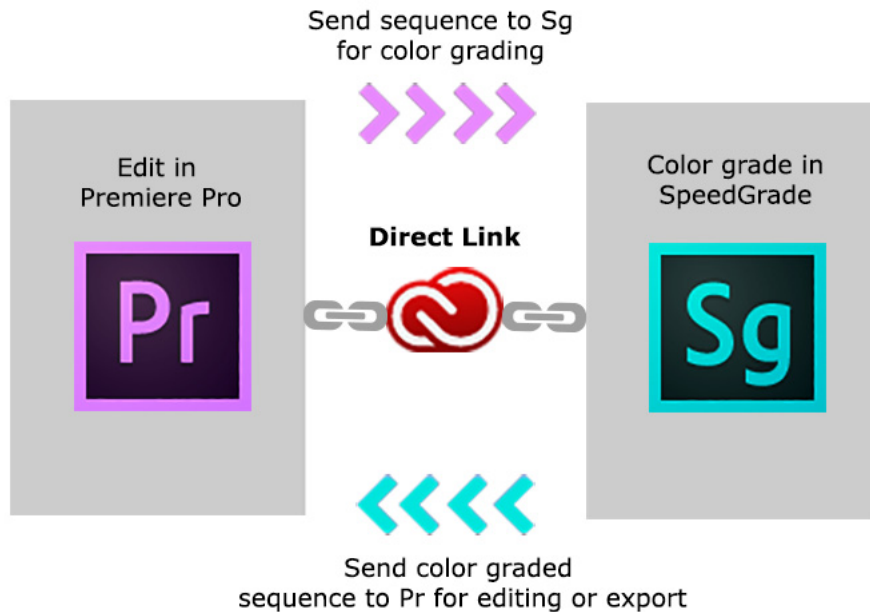 Send sequence to Sg
for color grading
Edit in
Premiere Pro
Pr
Direct Link
Color grade in
SpeedGrade
Sg
Send color graded
sequence to Pr for editing or export